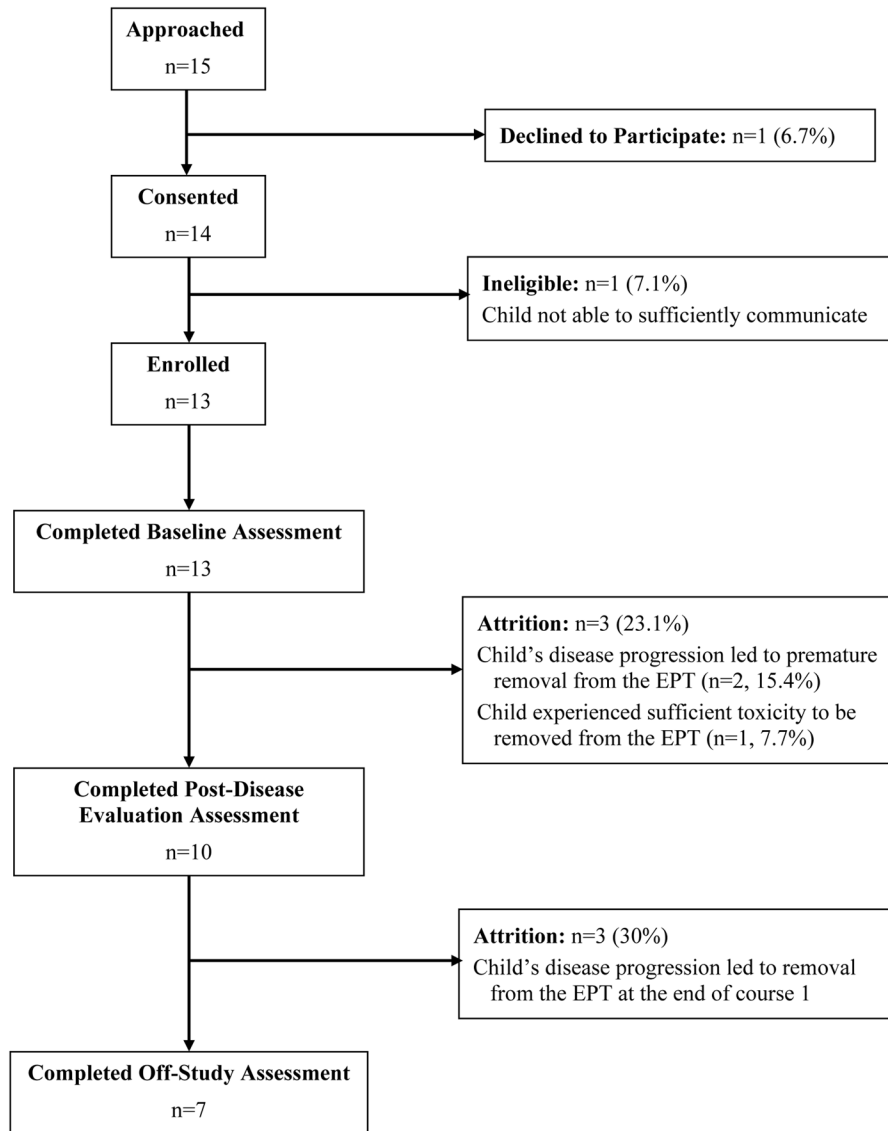 Approached
n=15
Declined to Participate: n=1 (6.7%)
Consented
n=14
Ineligible: n=1 (7.1%)
Child not able to sufficiently communicate
Enrolled
n=13
Completed Baseline Assessment
n=13
Attrition: n=3 (23.1%)
Child’s disease progression led to premature
removal from the EPT (n=2, 15.4%)
Child experienced sufficient toxicity to be
removed from the EPT (n=1, 7.7%)
Completed Post-Disease
Evaluation Assessment
n=10
Attrition: n=3 (30%)
Child’s disease progression led to removal
from the EPT at the end of course 1
Completed Off-Study Assessment
n=7